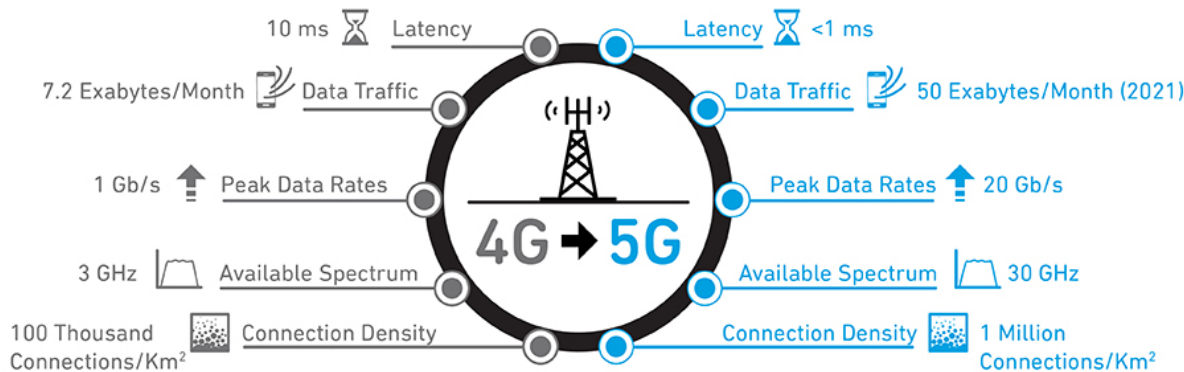 10 ms Latency
Latency <1 ms
7.2 Exabytes/Month Data Traffic
Data Traffic 50 Exabytes/Month (2021)
1 Gb/s Peak Data Rates
Peak Data Rates 20 Gb/s
4G 5G
3 GHz Available Spectrum
Available Spectrum 30 GHz
100 Thousand
Connections/Km²
Connection Density
Connection Density
1 Million
Connections/Km²